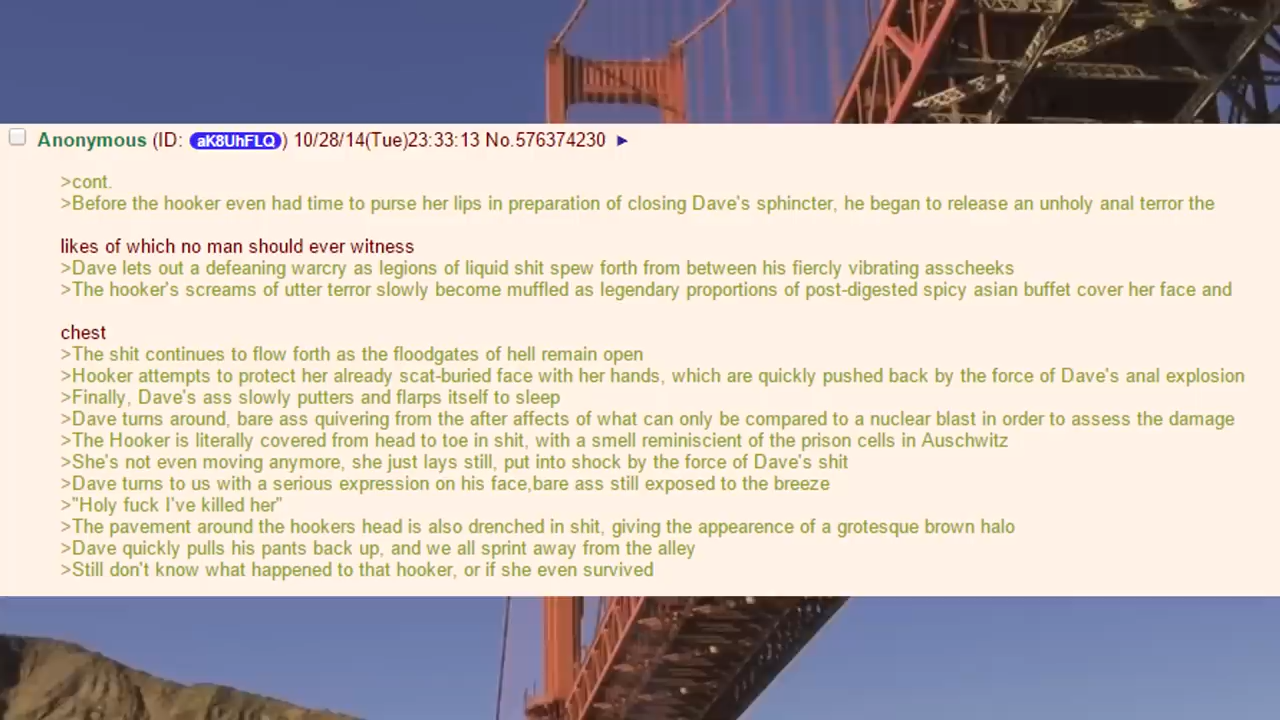 Anonymous (ID: aK8UhFLQ) 10/28/14(Tue)23:33:13 No.576374230 ►
>cont.
>Before the hooker even had time to purse her lips in preparation of closing Dave's sphincter, he began to release an unholy anal terror the
likes of which no man should ever witness
>Dave lets out a defeaning warcry as legions of liquid shit spew forth from between his fiercly vibrating asscheeks
>The hooker's screams of utter terror slowly become muffled as legendary proportions of post-digested spicy asian buffet cover her face and
chest
>The shit continues to flow forth as the floodgates of hell remain open
>Hooker attempts to protect her already scat-buried face with her hands, which are quickly pushed back by the force of Dave's anal explosion
>Finally, Dave's ass slowly putters and flarps itself to sleep
>Dave turns around, bare ass quivering from the after affects of what can only be compared to a nuclear blast in order to assess the damage
>The Hooker is literally covered from head to toe in shit, with a smell reminiscient of the prison cells in Auschwitz
>She's not even moving anymore, she just lays still, put into shock by the force of Dave's shit
>Dave turns to us with a serious expression on his face,bare ass still exposed to the breeze
>"Holy fuck I've killed her"
>The pavement around the hookers head is also drenched in shit, giving the appearence of a grotesque brown halo
>Dave quickly pulls his pants back up, and we all sprint away from the alley
>Still don't know what happened to that hooker, or if she even survived